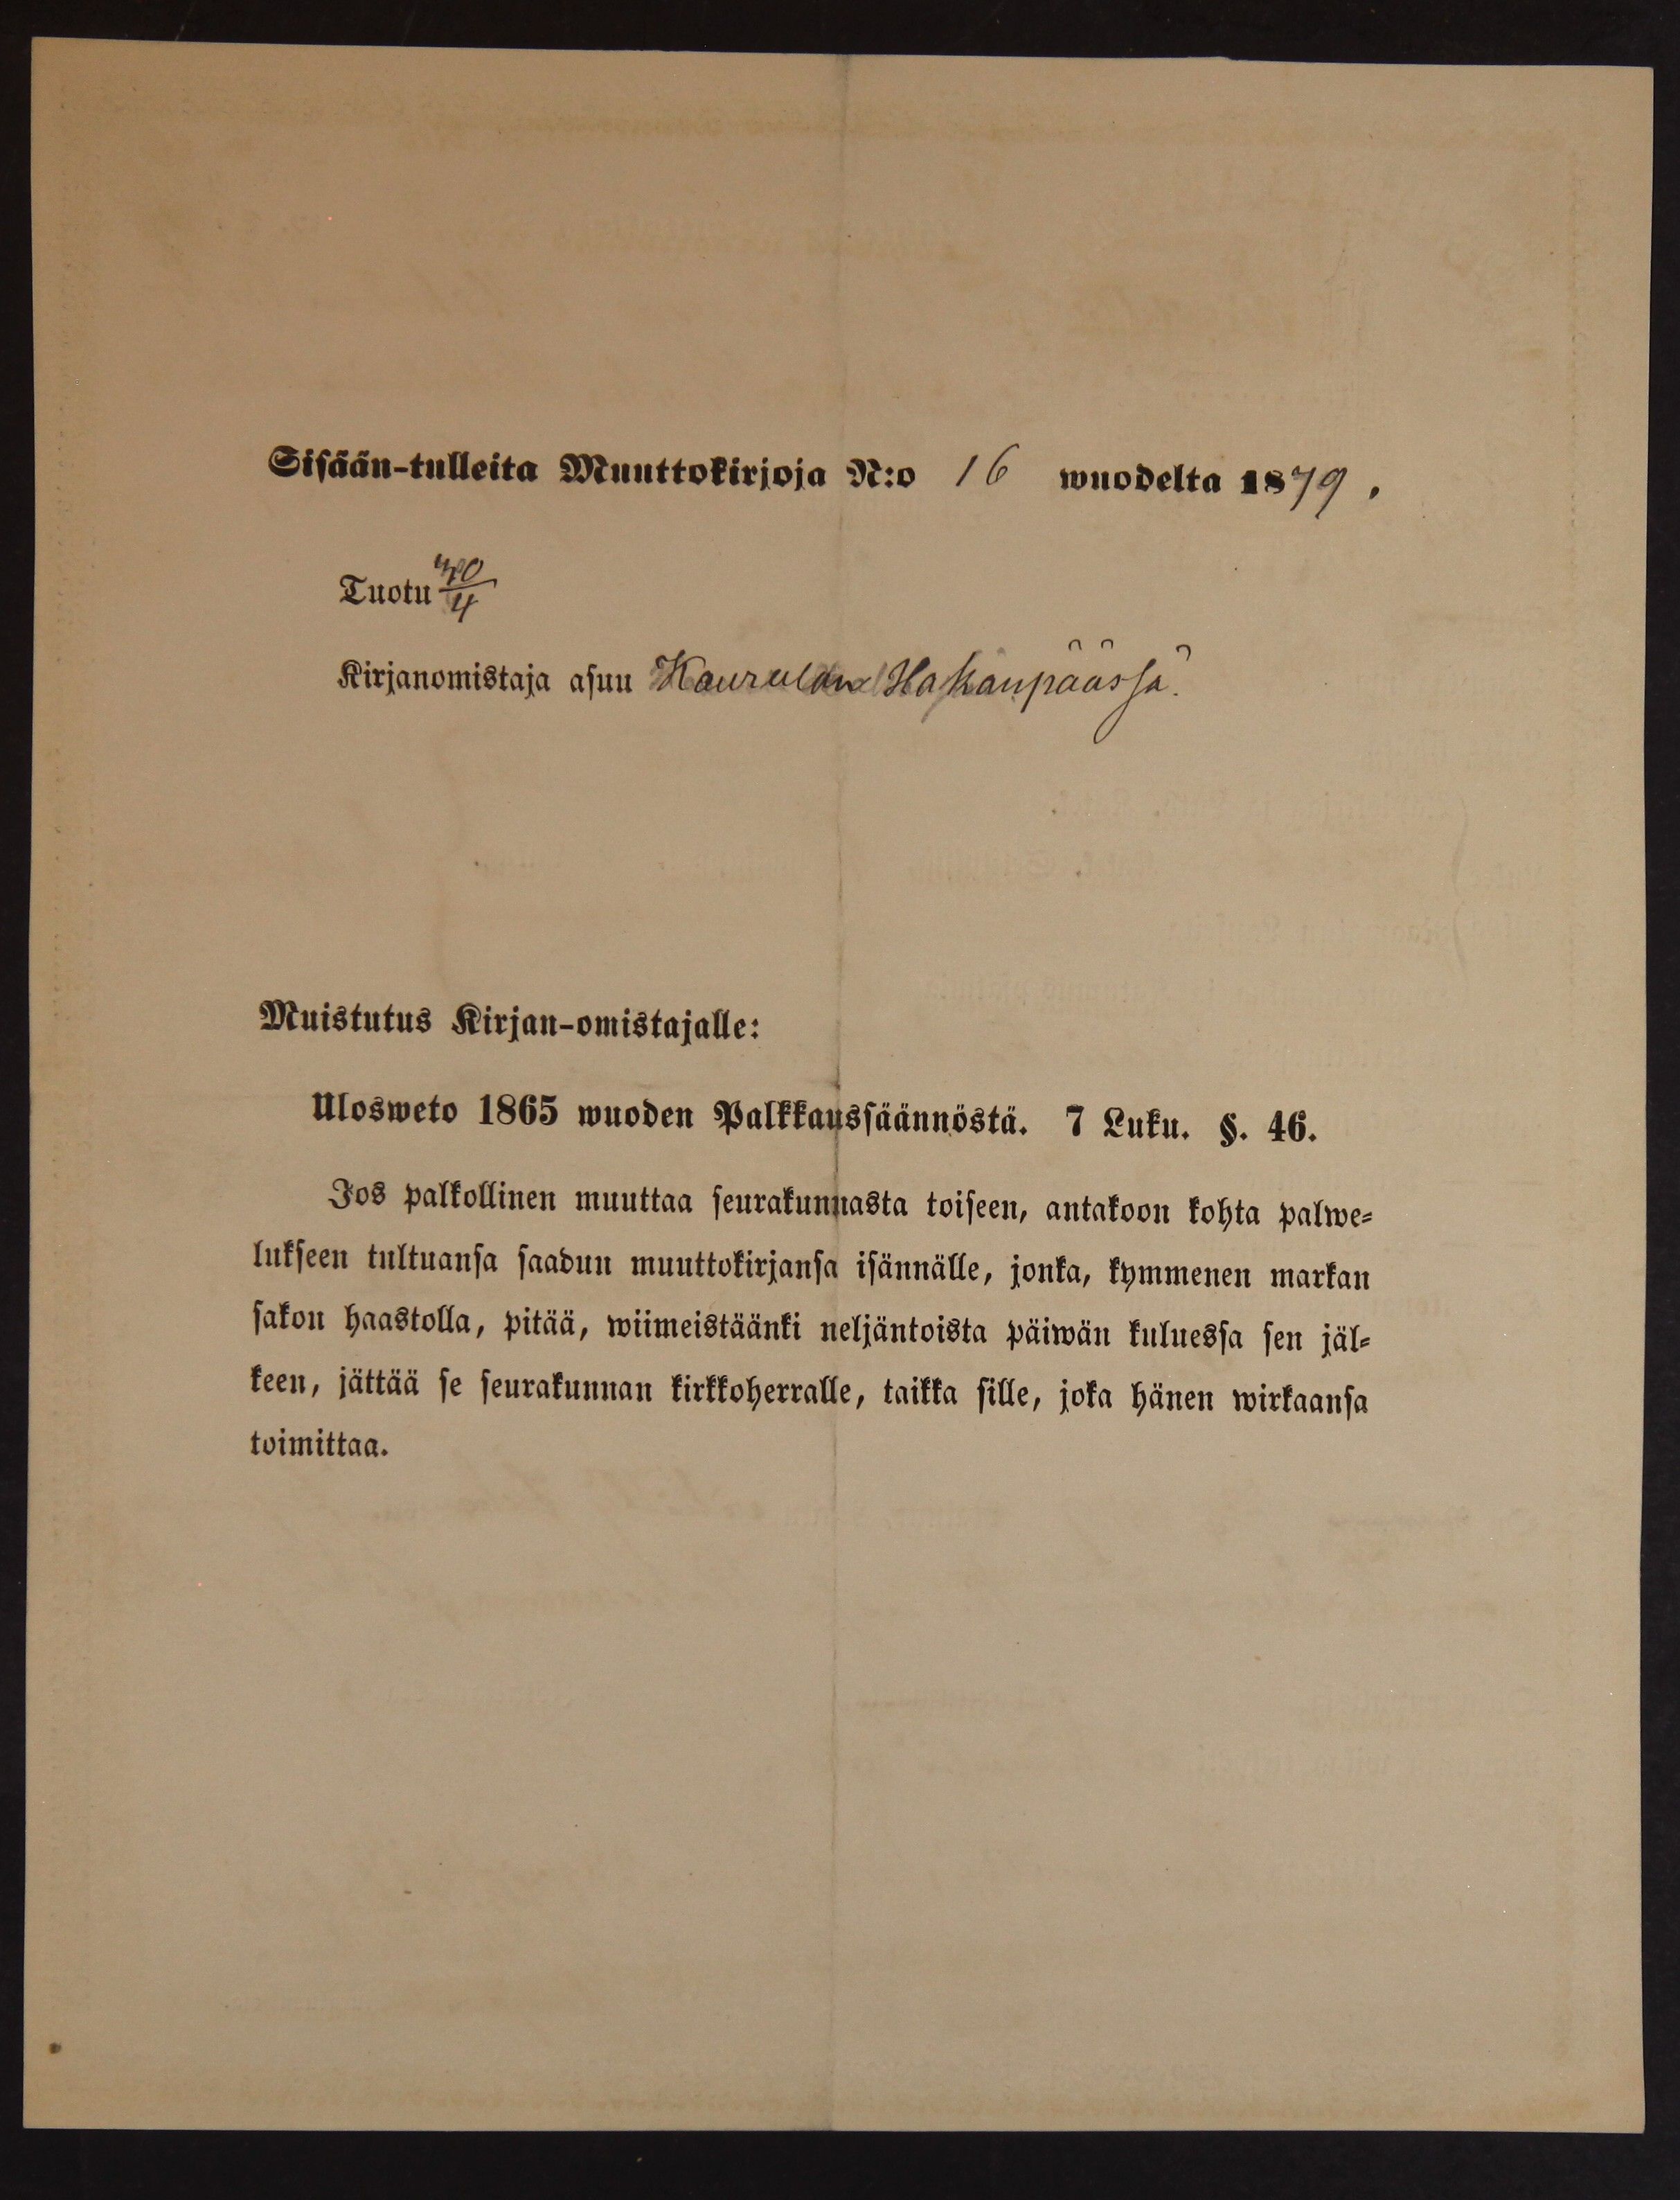 Sisään-tulleita Muuttokirjoja N:o 16 wuodelta 1879.
Tuotu 30/4
Kirjanomistaja asuu Kaurulan Hakanpäässä.
Muistutus Kirjan-omistajalle:
Ulosweto 1865 wuoden Palkkaussäännöstä. 7 Luku. §. 46.
Jos palkollinen muuttaa seurakunnasta toiseen, antakoon kohta palwe-
lukseen tultuansa saadun muuttokirjansa isännälle, jonka, kymmenen markan
sakon haastolla, pitää, wiimeistäänki neljäntoista päiwän kuluessa sen jäl-
keen, jättää se seurakunnan kirkkoherralle, taikka sille, joka hänen wirkaansa
toimittaa.